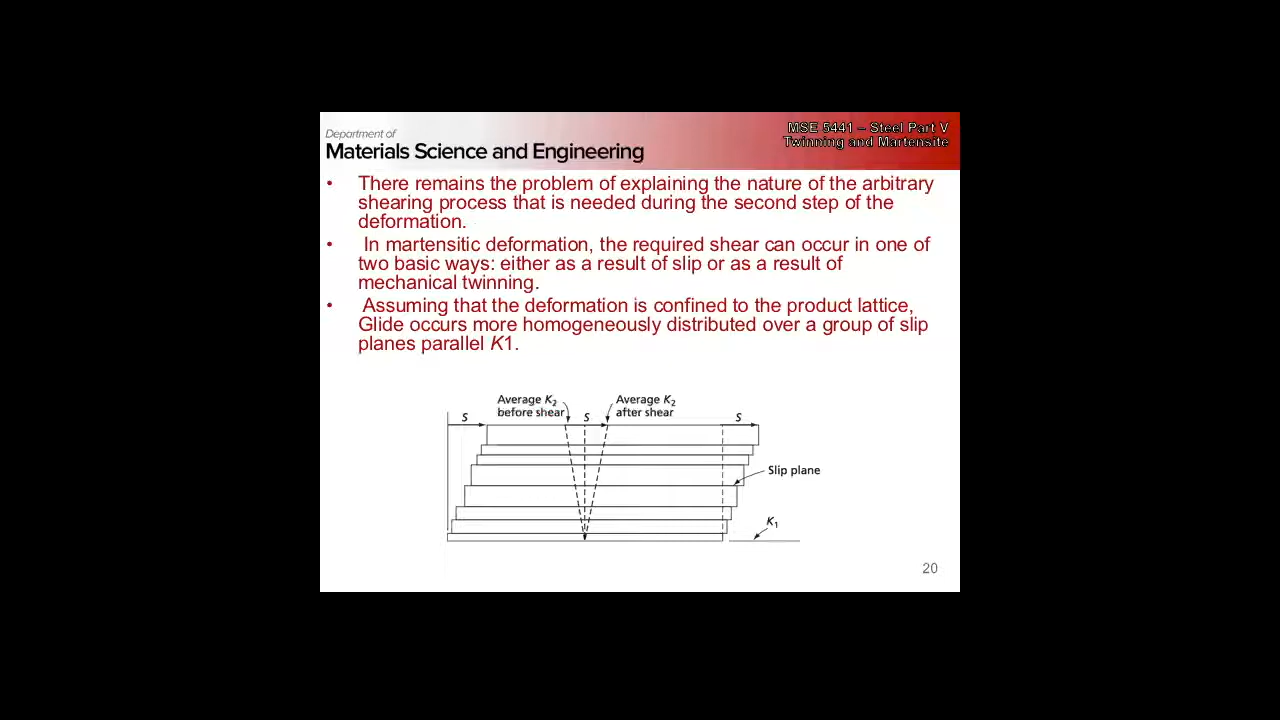 Department of
Materials Science and Engineering
MSE 5441 – Steel Part V
Twinning and Martensite
• There remains the problem of explaining the nature of the arbitrary
shearing process that is needed during the second step of the
deformation.
• In martensitic deformation, the required shear can occur in one of
two basic ways: either as a result of slip or as a result of
mechanical twinning.
• Assuming that the deformation is confined to the product lattice,
Glide occurs more homogeneously distributed over a group of slip
planes parallel K1.
Average K2
before shear
Average K2
after shear
S
S
S
Slip plane
K1
20